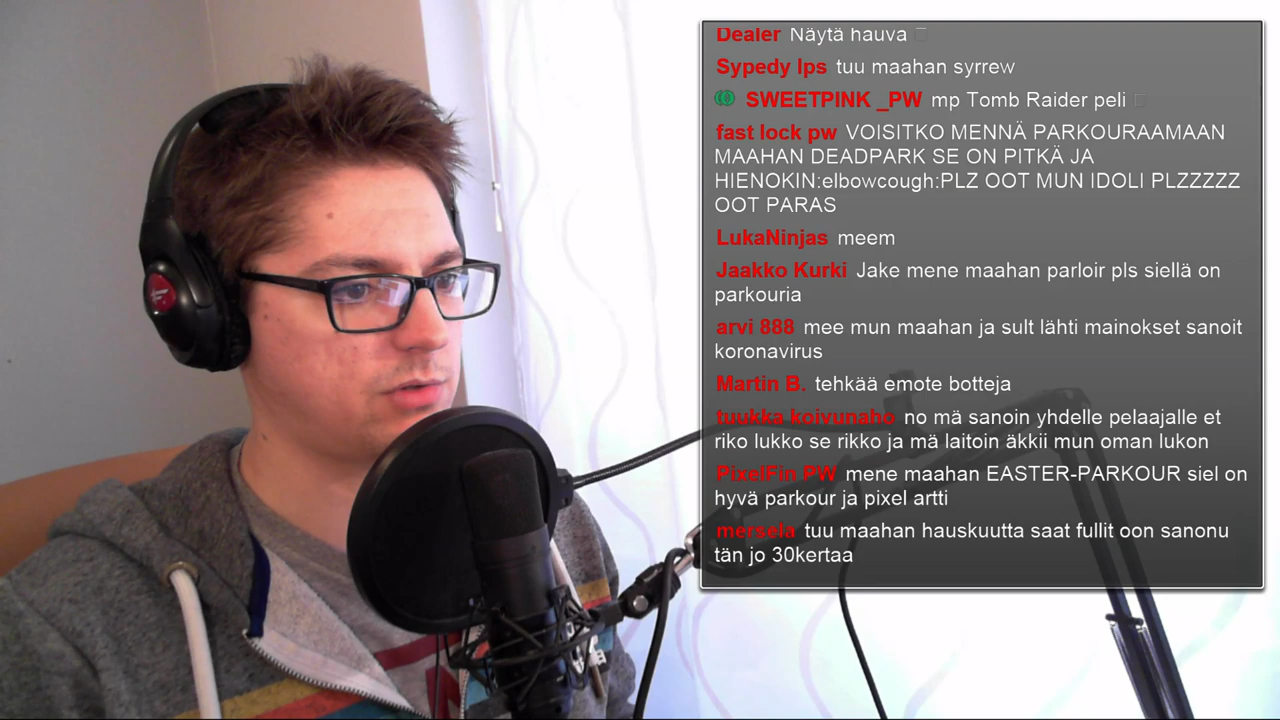 Dealer Näytä hauva
Sypedy lps tuu maahan syrrew
SWEETPINK _PW mp Tomb Raider peli
fast lock pw VOISITKO MENNÄ PARKOURAAMAAN
MAAHAN DEADPARK SE ON PITKÄ JA
HIENOKIN:elbowcough:PLZ OOT MUN IDOLI PLZZZZZ
OOT PARAS
LukaNinjas meem
Jaakko Kurki Jake mene maahan parloir pls siellä on
parkouria
arvi 888 mee mun maahan ja sult lähti mainokset sanoit
koronavirus
Martin B. tehkää emote botteja
tuukka koivunaho no mä sanoin yhdelle pelaajalle et
riko lukko se rikko ja mä laitoin äkkii mun oman lukon
PixelFin PW mene maahan EASTER-PARKOUR siel on
hyvä parkour ja pixel artti
mersela tuu maahan hauskuutta saat fullit oon sanonu
tän jo 30kertaa